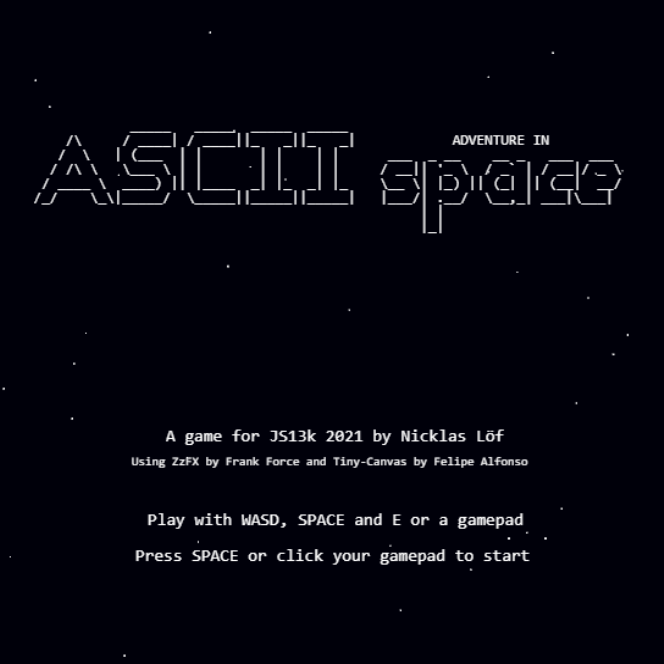 ADVENTURE IN
ASCII space
A game for JS13k 2021 by Nicklas Löf
Using ZzFX by Frank Force and Tiny-Canvas by Felipe Alfonso
Play with WASD, SPACE and E or a gamepad
Press SPACE or click your gamepad to start